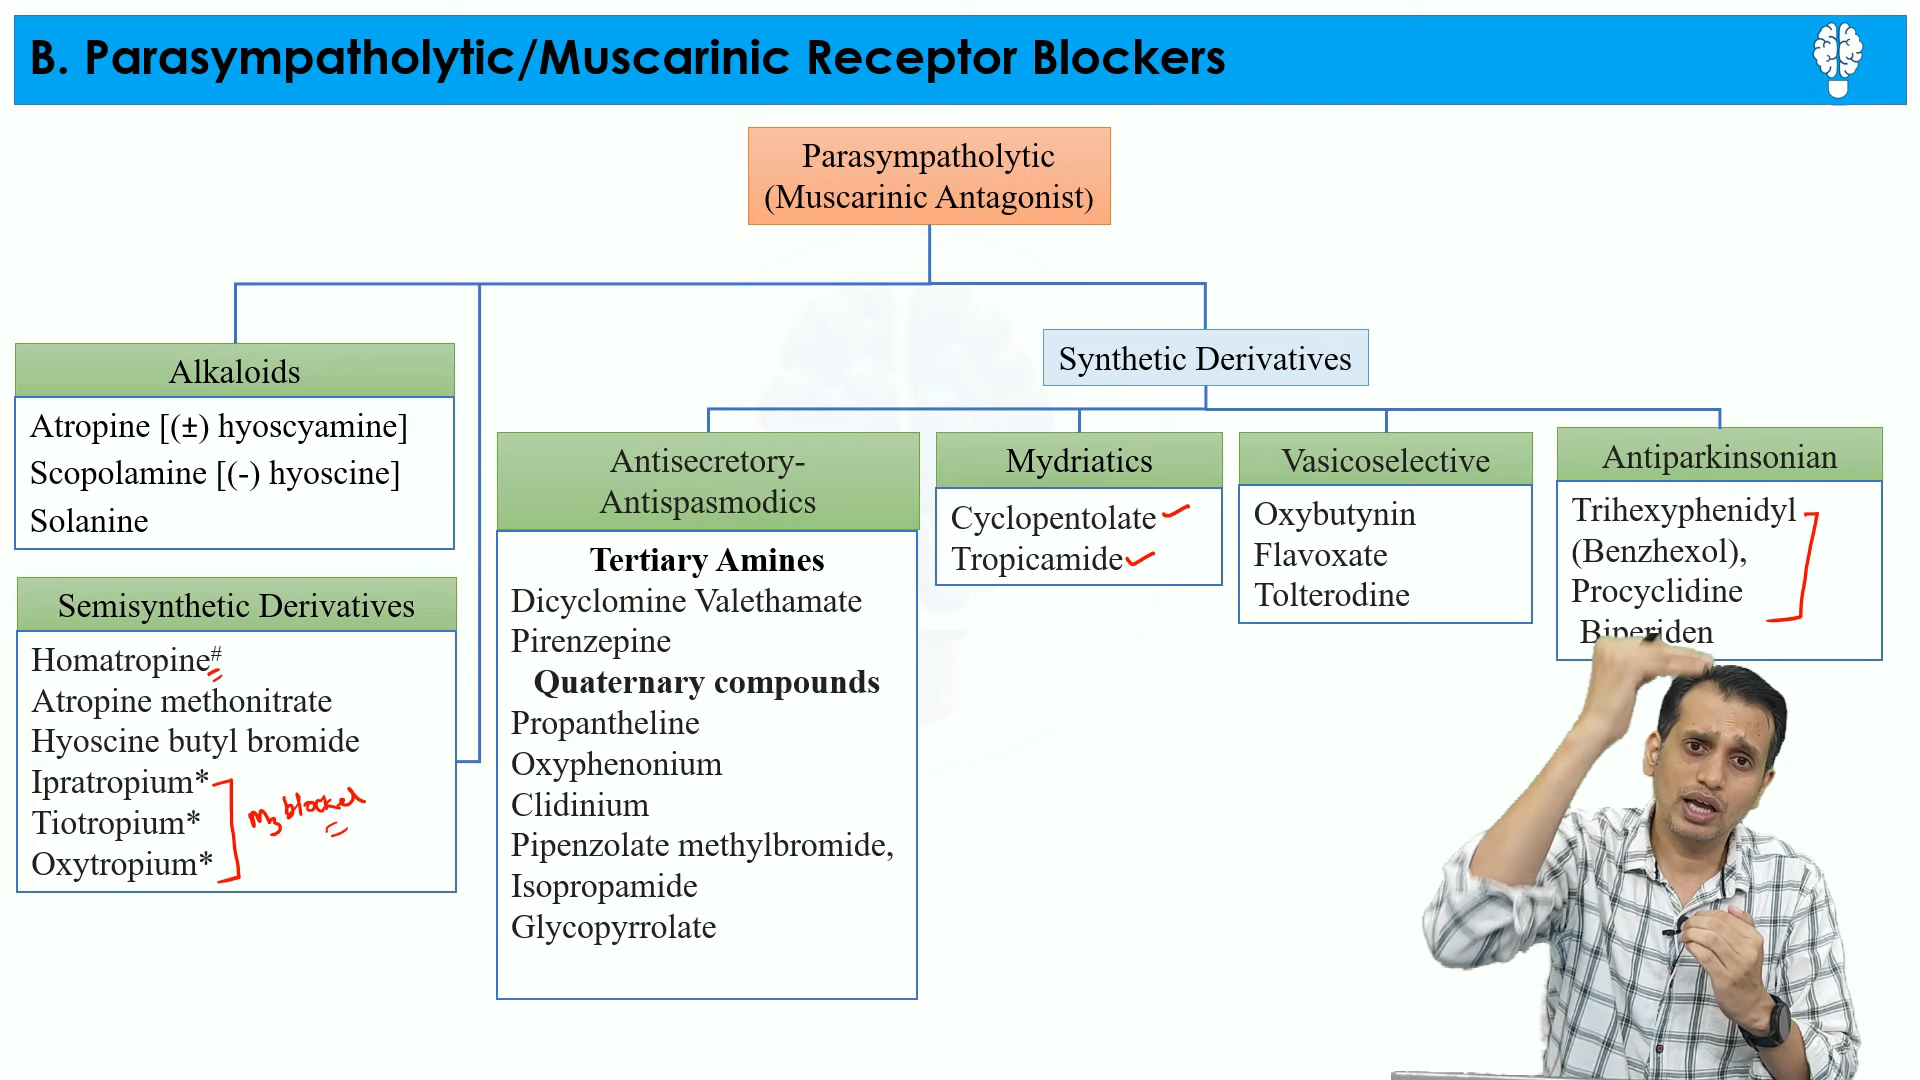 B. Parasympatholytic/Muscarinic Receptor Blockers
Parasympatholytic
(Muscarinic Antagonist)
Alkaloids
Atropine [(±) hyoscyamine]
Scopolamine [(-) hyoscine]
Solanine
Semisynthetic Derivatives
Homatropine#
Atropine methonitrate
Hyoscine butyl bromide
Ipratropium*
Tiotropium*
Oxytropium*
M3 blocker
Synthetic Derivatives
Antisecretory-
Antispasmodics
Tertiary Amines
Dicyclomine Valethamate
Pirenzepine
Quaternary compounds
Propantheline
Oxyphenonium
Clidinium
Pipenzolate methylbromide,
Isopropamide
Glycopyrrolate
Mydriatics
Cyclopentolate
Tropicamide
Vasicoselective
Oxybutynin
Flavoxate
Tolterodine
Antiparkinsonian
Trihexyphenidyl
(Benzhexol),
Procyclidine
Biperiden